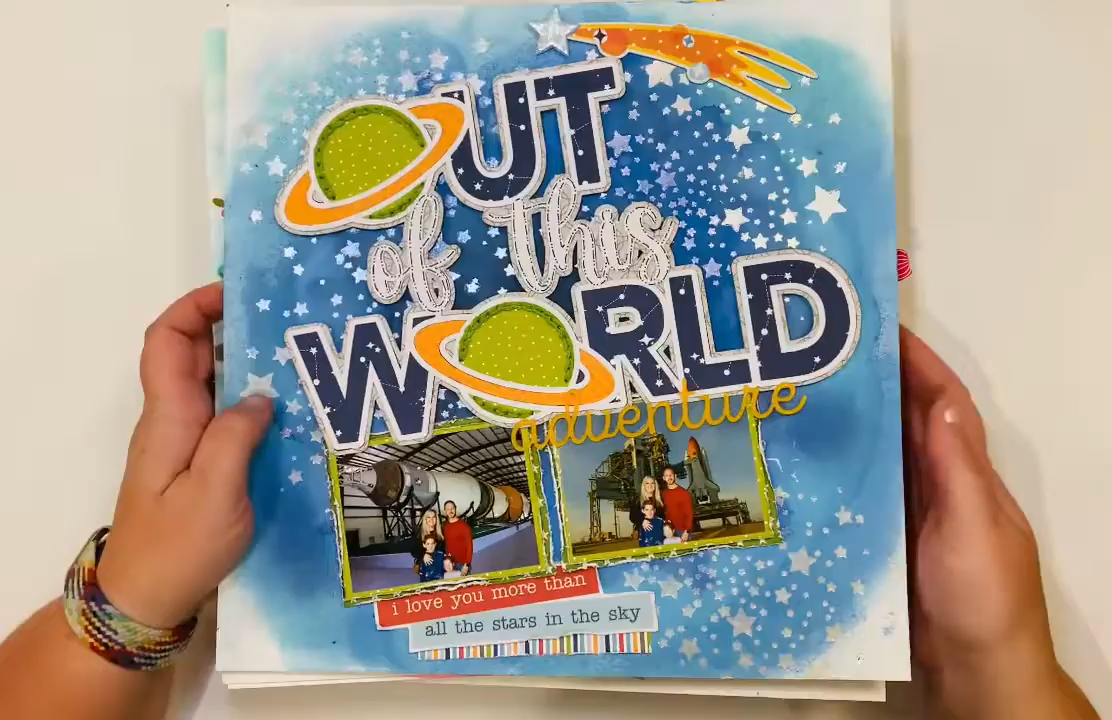 OUT
of this
WORLD
adventure
i love you more than
all the stars in the sky